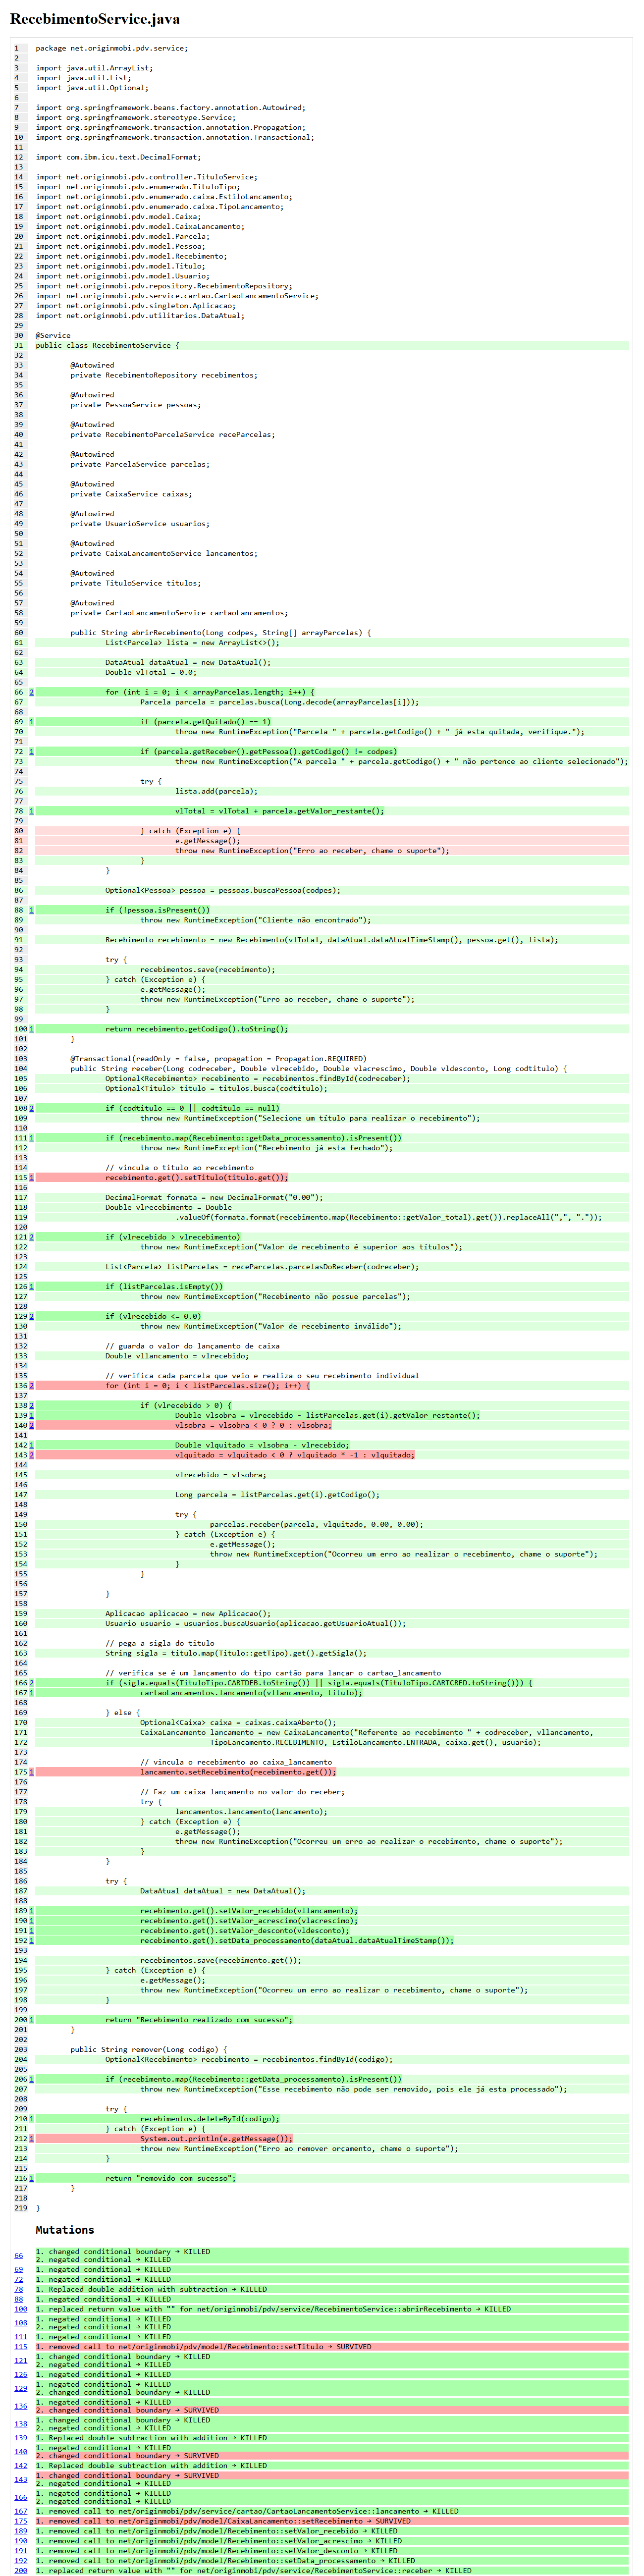 RecebimentoService.java
1 package net.originmobi.pdv.service;
2
3 import java.util.ArrayList;
4 import java.util.List;
5 import java.util.Optional;
6
7 import org.springframework.beans.factory.annotation.Autowired;
8 import org.springframework.stereotype.Service;
9 import org.springframework.transaction.annotation.Propagation;
10 import org.springframework.transaction.annotation.Transactional;
11
12 import com.ibm.icu.text.DecimalFormat;
13
14 import net.originmobi.pdv.controller.TituloService;
15 import net.originmobi.pdv.enumerado.TituloTipo;
16 import net.originmobi.pdv.enumerado.caixa.EstiloLancamento;
17 import net.originmobi.pdv.enumerado.caixa.TipoLancamento;
18 import net.originmobi.pdv.model.Caixa;
19 import net.originmobi.pdv.model.CaixaLancamento;
20 import net.originmobi.pdv.model.Parcela;
21 import net.originmobi.pdv.model.Pessoa;
22 import net.originmobi.pdv.model.Recebimento;
23 import net.originmobi.pdv.model.Titulo;
24 import net.originmobi.pdv.model.Usuario;
25 import net.originmobi.pdv.repository.RecebimentoRepository;
26 import net.originmobi.pdv.service.cartao.CartaoLancamentoService;
27 import net.originmobi.pdv.singleton.Aplicacao;
28 import net.originmobi.pdv.utilitarios.DataAtual;
29
30 @Service
31 public class RecebimentoService {
32
33 @Autowired
34 private RecebimentoRepository recebimentos;
35
36 @Autowired
37 private PessoaService pessoas;
38
39 @Autowired
40 private RecebimentoParcelaService receParcelas;
41
42 @Autowired
43 private ParcelaService parcelas;
44
45 @Autowired
46 private CaixaService caixas;
47
48 @Autowired
49 private UsuarioService usuarios;
50
51 @Autowired
52 private CaixaLancamentoService lancamentos;
53
54 @Autowired
55 private TituloService titulos;
56
57 @Autowired
58 private CartaoLancamentoService cartaoLancamentos;
59
60 public String abrirRecebimento(Long codpes, String[] arrayParcelas) {
61 List<Parcela> lista = new ArrayList<>();
62
63 DataAtual dataAtual = new DataAtual();
64 Double vlTotal = 0.0;
65
66 2 for (int i = 0; i < arrayParcelas.length; i++) {
67 Parcela parcela = parcelas.busca(Long.decode(arrayParcelas[i]));
68
69 1 if (parcela.getQuitado() == 1)
70 throw new RuntimeException("Parcela " + parcela.getCodigo() + " já esta quitada, verifique.");
71
72 1 if (parcela.getReceber().getPessoa().getCodigo() != codpes)
73 throw new RuntimeException("A parcela " + parcela.getCodigo() + " não pertence ao cliente selecionado");
74
75 try {
76 lista.add(parcela);
77
78 1 vlTotal = vlTotal + parcela.getValor_restante();
79
80 } catch (Exception e) {
81 e.getMessage();
82 throw new RuntimeException("Erro ao receber, chame o suporte");
83 }
84 }
85
86 Optional<Pessoa> pessoa = pessoas.buscaPessoa(codpes);
87
88 1 if (!pessoa.isPresent())
89 throw new RuntimeException("Cliente não encontrado");
90
91 Recebimento recebimento = new Recebimento(vlTotal, dataAtual.dataAtualTimeStamp(), pessoa.get(), lista);
92
93 try {
94 recebimentos.save(recebimento);
95 } catch (Exception e) {
96 e.getMessage();
97 throw new RuntimeException("Erro ao receber, chame o suporte");
98 }
99
100 1 return recebimento.getCodigo().toString();
101 }
102
103 @Transactional(readOnly = false, propagation = Propagation.REQUIRED)
104 public String receber(Long codreceber, Double vlrecebido, Double vlacrescimo, Double vldesconto, Long codtitulo) {
105 Optional<Recebimento> recebimento = recebimentos.findById(codreceber);
106 Optional<Titulo> titulo = titulos.busca(codtitulo);
107
108 2 if (codtitulo == 0 || codtitulo == null)
109 throw new RuntimeException("Selecione um título para realizar o recebimento");
110
111 1 if (recebimento.map(Recebimento::getData_processamento).isPresent())
112 throw new RuntimeException("Recebimento já esta fechado");
113
114 // vincula o titulo ao recebimento
115 1 recebimento.get().setTitulo(titulo.get());
116
117 DecimalFormat formata = new DecimalFormat("0.00");
118 Double vlrecebimento = Double
119 .valueOf(formata.format(recebimento.map(Recebimento::getValor_total).get()).replaceAll(",", "."));
120
121 2 if (vlrecebido > vlrecebimento)
122 throw new RuntimeException("Valor de recebimento é superior aos títulos");
123
124 List<Parcela> listParcelas = receParcelas.parcelasDoReceber(codreceber);
125
126 1 if (listParcelas.isEmpty())
127 throw new RuntimeException("Recebimento não possue parcelas");
128
129 2 if (vlrecebido <= 0.0)
130 throw new RuntimeException("Valor de recebimento inválido");
131
132 // guarda o valor do lançamento de caixa
133 Double vllancamento = vlrecebido;
134
135 // verifica cada parcela que veio e realiza o seu recebimento individual
136 2 for (int i = 0; i < listParcelas.size(); i++) {
137
138 2 if (vlrecebido > 0) {
139 1 Double vlsobra = vlrecebido - listParcelas.get(i).getValor_restante();
140 2 vlsobra = vlsobra < 0 ? 0 : vlsobra;
141
142 1 Double vlquitado = vlsobra - vlrecebido;
143 2 vlquitado = vlquitado < 0 ? vlquitado * -1 : vlquitado;
144
145 vlrecebido = vlsobra;
146
147 Long parcela = listParcelas.get(i).getCodigo();
148
149 try {
150 parcelas.receber(parcela, vlquitado, 0.00, 0.00);
151 } catch (Exception e) {
152 e.getMessage();
153 throw new RuntimeException("Ocorreu um erro ao realizar o recebimento, chame o suporte");
154 }
155 }
156
157 }
158
159 Aplicacao aplicacao = new Aplicacao();
160 Usuario usuario = usuarios.buscaUsuario(aplicacao.getUsuarioAtual());
161
162 // pega a sigla do titulo
163 String sigla = titulo.map(Titulo::getTipo).get().getSigla();
164
165 // verifica se é um lançamento do tipo cartão para lançar o cartao_lancamento
166 2 if (sigla.equals(TituloTipo.CARTDEB.toString()) || sigla.equals(TituloTipo.CARTCRED.toString())) {
167 1 cartaoLancamentos.lancamento(vllancamento, titulo);
168
169 } else {
170 Optional<Caixa> caixa = caixas.caixaAberto();
171 CaixaLancamento lancamento = new CaixaLancamento("Referente ao recebimento " + codreceber, vllancamento,
172 TipoLancamento.RECEBIMENTO, EstiloLancamento.ENTRADA, caixa.get(), usuario);
173
174 // vincula o recebimento ao caixa_lancamento
175 1 lancamento.setRecebimento(recebimento.get());
176
177 // Faz um caixa lançamento no valor do receber;
178 try {
179 lancamentos.lancamento(lancamento);
180 } catch (Exception e) {
181 e.getMessage();
182 throw new RuntimeException("Ocorreu um erro ao realizar o recebimento, chame o suporte");
183 }
184 }
185
186 try {
187 DataAtual dataAtual = new DataAtual();
188
189 1 recebimento.get().setValor_recebido(vllancamento);
190 1 recebimento.get().setValor_acrescimo(vlacrescimo);
191 1 recebimento.get().setValor_desconto(vldesconto);
192 1 recebimento.get().setData_processamento(dataAtual.dataAtualTimeStamp());
193
194 recebimentos.save(recebimento.get());
195 } catch (Exception e) {
196 e.getMessage();
197 throw new RuntimeException("Ocorreu um erro ao realizar o recebimento, chame o suporte");
198 }
199
200 1 return "Recebimento realizado com sucesso";
201 }
202
203 public String remover(Long codigo) {
204 Optional<Recebimento> recebimento = recebimentos.findById(codigo);
205
206 1 if (recebimento.map(Recebimento::getData_processamento).isPresent())
207 throw new RuntimeException("Esse recebimento não pode ser removido, pois ele já esta processado");
208
209 try {
210 1 recebimentos.deleteById(codigo);
211 } catch (Exception e) {
212 1 System.out.println(e.getMessage());
213 throw new RuntimeException("Erro ao remover orçamento, chame o suporte");
214 }
215
216 1 return "removido com sucesso";
217 }
218
219 }
Mutations
66 1. changed conditional boundary → KILLED
2. negated conditional → KILLED
69 1. negated conditional → KILLED
72 1. negated conditional → KILLED
78 1. Replaced double addition with subtraction → KILLED
88 1. negated conditional → KILLED
100 1. replaced return value with "" for net/originmobi/pdv/service/RecebimentoService::abrirRecebimento → KILLED
108 1. negated conditional → KILLED
2. negated conditional → KILLED
111 1. negated conditional → KILLED
115 1. removed call to net/originmobi/pdv/model/Recebimento::setTitulo → SURVIVED
121 1. changed conditional boundary → KILLED
2. negated conditional → KILLED
126 1. negated conditional → KILLED
129 1. negated conditional → KILLED
2. changed conditional boundary → KILLED
136 1. negated conditional → KILLED
2. changed conditional boundary → SURVIVED
138 1. changed conditional boundary → KILLED
2. negated conditional → KILLED
139 1. Replaced double subtraction with addition → KILLED
140 1. negated conditional → KILLED
2. changed conditional boundary → SURVIVED
142 1. Replaced double subtraction with addition → KILLED
143 1. changed conditional boundary → SURVIVED
2. negated conditional → KILLED
166 1. negated conditional → KILLED
2. negated conditional → KILLED
167 1. removed call to net/originmobi/pdv/service/cartao/CartaoLancamentoService::lancamento → KILLED
175 1. removed call to net/originmobi/pdv/model/CaixaLancamento::setRecebimento → SURVIVED
189 1. removed call to net/originmobi/pdv/model/Recebimento::setValor_recebido → KILLED
190 1. removed call to net/originmobi/pdv/model/Recebimento::setValor_acrescimo → KILLED
191 1. removed call to net/originmobi/pdv/model/Recebimento::setValor_desconto → KILLED
192 1. removed call to net/originmobi/pdv/model/Recebimento::setData_processamento → KILLED
200 1. replaced return value with "" for net/originmobi/pdv/service/RecebimentoService::receber → KILLED